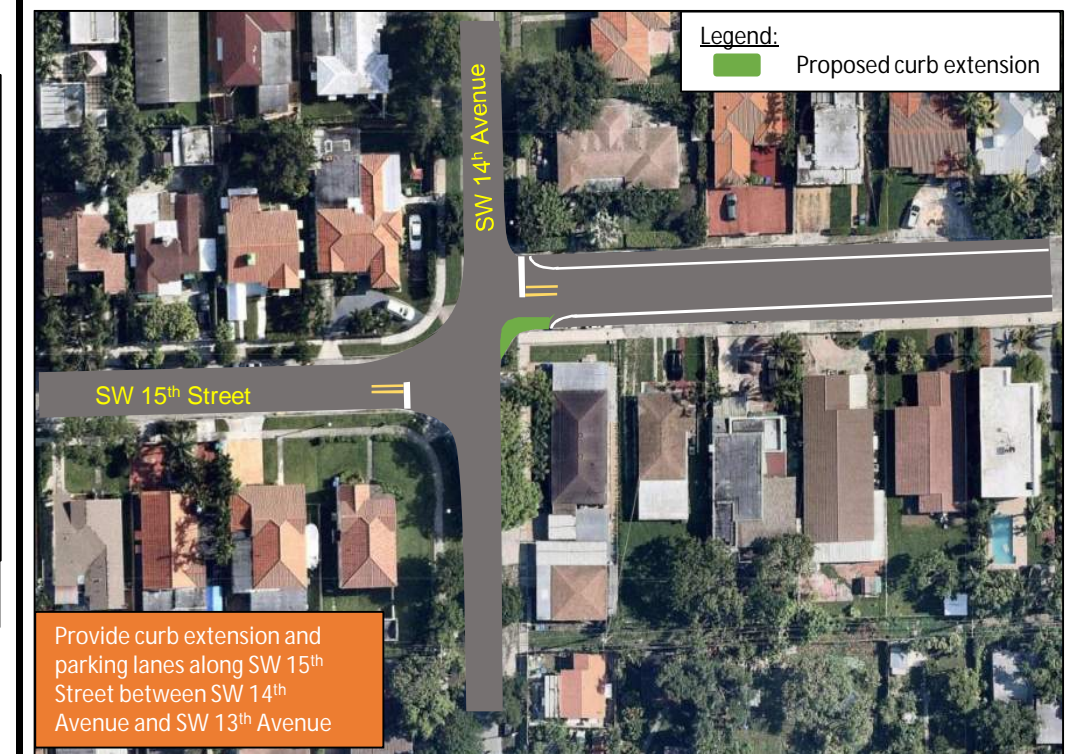 Legend:
Proposed curb extension
SW 14h Avenue
SW 15th Street
Provide curb extension and
parking lanes along SW 15th
Street between SW 14th
Avenue and SW 13th Avenue